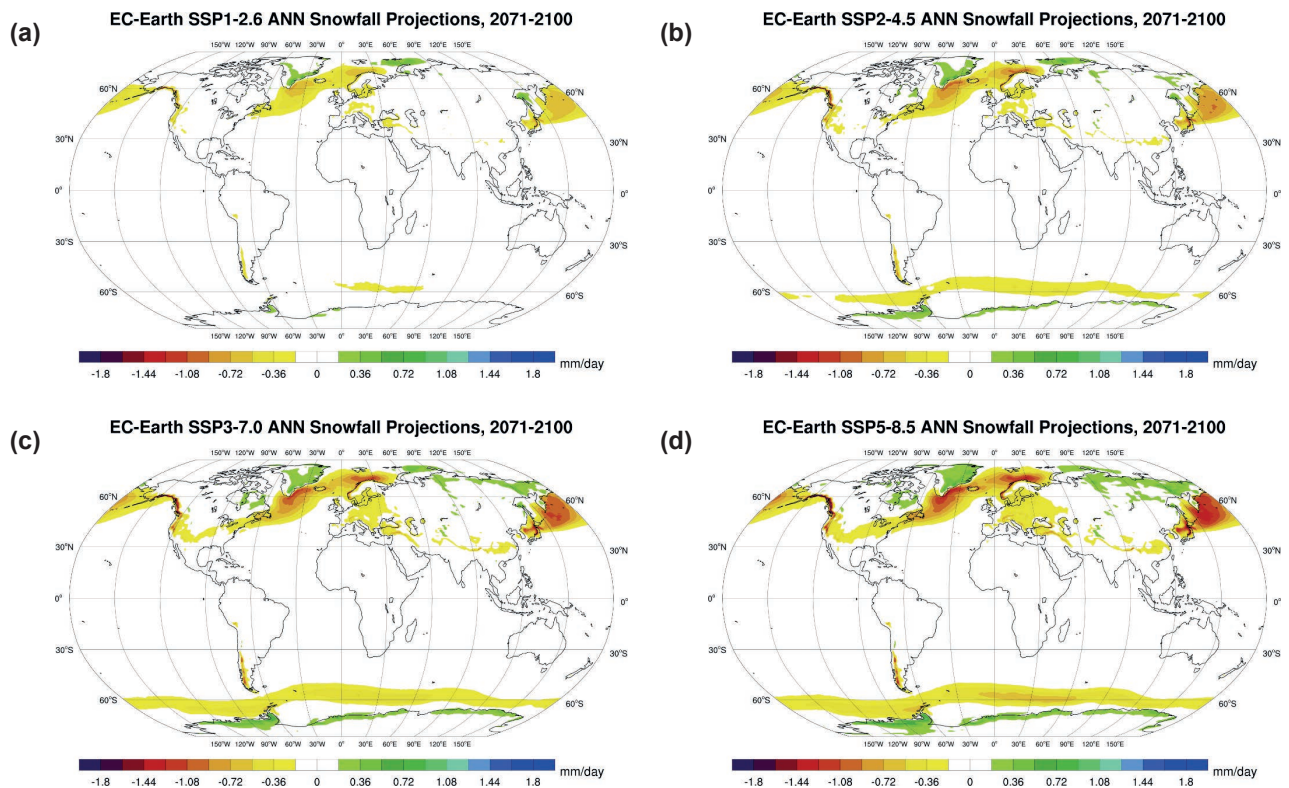 (a)
EC-Earth SSP1-2.6 ANN Snowfall Projections, 2071-2100
150°W 120°W 90°W 60°W 30°W 0° 30°E 60°E 90°E 120°E 150°E
60°N 60°N
30°N 30°N
0° 0°
30°S 30°S
60°S 60°S
150°W 120°W 90°W 60°W 30°W 0° 30°E 60°E 90°E 120°E 150°E
mm/day
-1.8 -1.44 -1.08 -0.72 -0.36 0 0.36 0.72 1.08 1.44 1.8
(b)
EC-Earth SSP2-4.5 ANN Snowfall Projections, 2071-2100
150°W 120°W 90°W 60°W 30°W 0° 30°E 60°E 90°E 120°E 150°E
60°N 60°N
30°N 30°N
0° 0°
30°S 30°S
60°S 60°S
150°W 120°W 90°W 60°W 30°W 0° 30°E 60°E 90°E 120°E 150°E
mm/day
-1.8 -1.44 -1.08 -0.72 -0.36 0 0.36 0.72 1.08 1.44 1.8
(c)
EC-Earth SSP3-7.0 ANN Snowfall Projections, 2071-2100
150°W 120°W 90°W 60°W 30°W 0° 30°E 60°E 90°E 120°E 150°E
60°N 60°N
30°N 30°N
0° 0°
30°S 30°S
60°S 60°S
150°W 120°W 90°W 60°W 30°W 0° 30°E 60°E 90°E 120°E 150°E
mm/day
-1.8 -1.44 -1.08 -0.72 -0.36 0 0.36 0.72 1.08 1.44 1.8
(d)
EC-Earth SSP5-8.5 ANN Snowfall Projections, 2071-2100
150°W 120°W 90°W 60°W 30°W 0° 30°E 60°E 90°E 120°E 150°E
60°N 60°N
30°N 30°N
0° 0°
30°S 30°S
60°S 60°S
150°W 120°W 90°W 60°W 30°W 0° 30°E 60°E 90°E 120°E 150°E
mm/day
-1.8 -1.44 -1.08 -0.72 -0.36 0 0.36 0.72 1.08 1.44 1.8